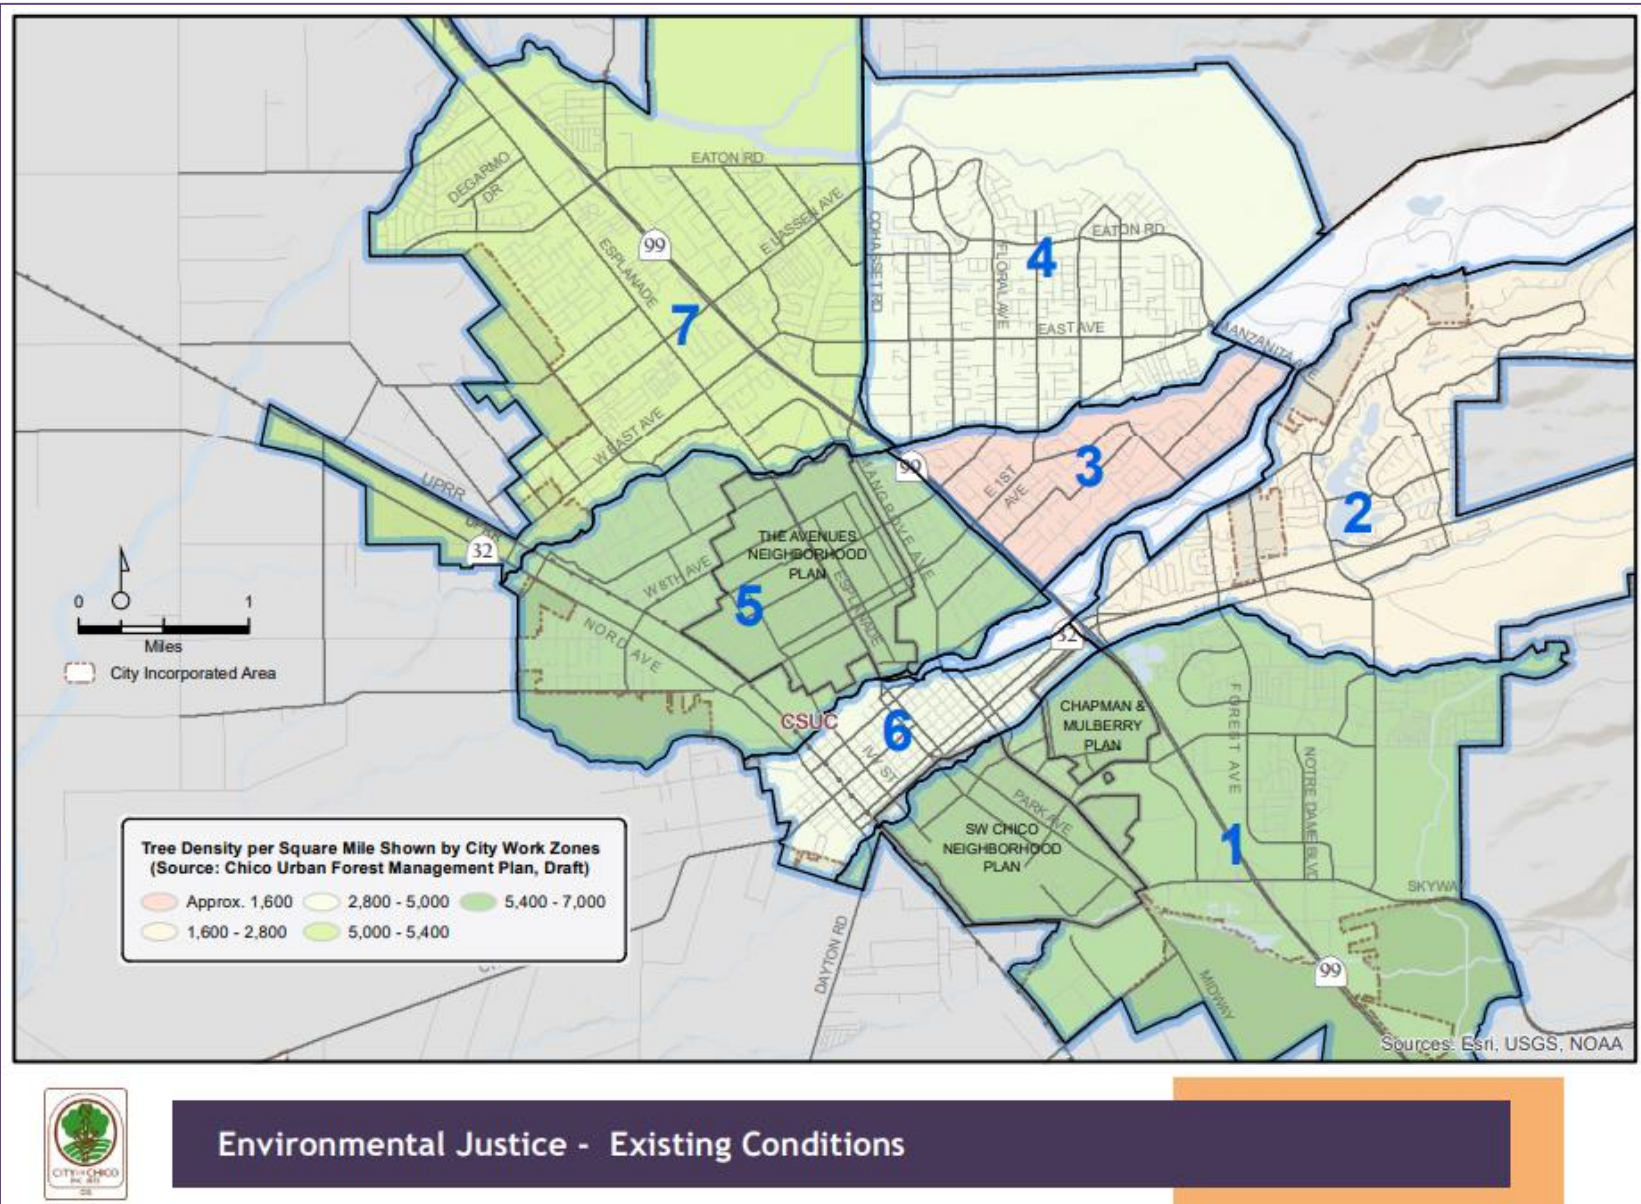 EATON RD
DEGARMO
DR
E LASSEN AVE
99
ESPLANADE
COHASSET RD
FLORAL AVE
EATON RD
4
7
EAST AVE
MANZANITA
W EAST AVE
99
3
E 1ST
AVE
2
UPRR
UPRR
32
MANGROVE AVE
THE AVENUES
NEIGHBORHOOD
PLAN
W 8TH AVE
5
ESPLANADE
NORD AVE
32
0 1
Miles
City Incorporated Area
CSUC
6
IVY ST
CHAPMAN &
MULBERRY
PLAN
FOREST AVE
NOTRE DAME BLVD
PARK AVE
SW CHICO
NEIGHBORHOOD
PLAN
1
SKYWAY
DAYTON RD
MIDWAY
99
Tree Density per Square Mile Shown by City Work Zones
(Source: Chico Urban Forest Management Plan, Draft)
Approx. 1,600 2,800 - 5,000 5,400 - 7,000
1,600 - 2,800 5,000 - 5,400
Sources: Esri, USGS, NOAA
CITY OF CHICO
INC 1872
Environmental Justice - Existing Conditions